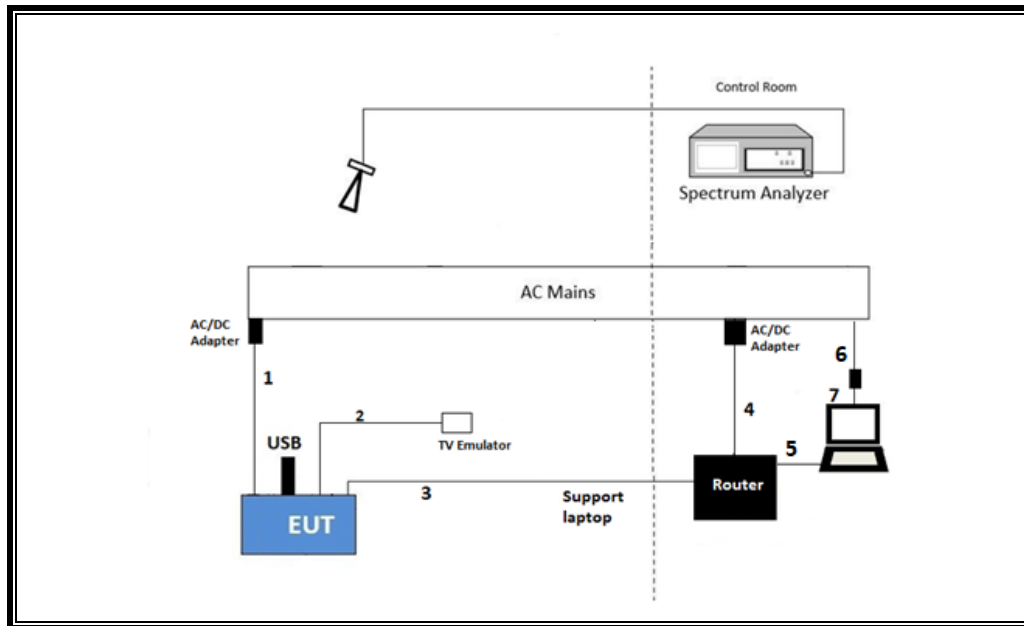 Control Room
Spectrum Analyzer
AC Mains
AC/DC
Adapter
AC/DC
Adapter
1
6
7
4
2
TV Emulator
USB
5
3
Support
laptop
Router
EUT